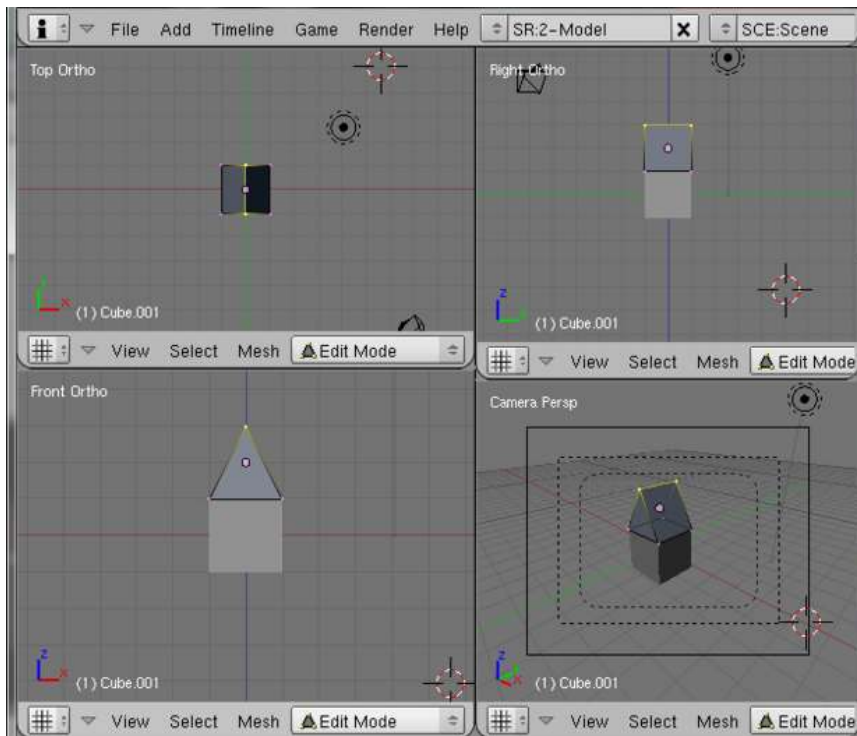 File Add Timeline Game Render Help SR:2-Model SCE:Scene
Top Ortho
Y X
(1) Cube.001
View Select Mesh Edit Mode
Right Ortho
Z
(1) Cube.001
View Select Mesh Edit Mode
Front Ortho
Z X
(1) Cube.001
View Select Mesh Edit Mode
Camera Persp
Z
(1) Cube.001
View Select Mesh Edit Mode